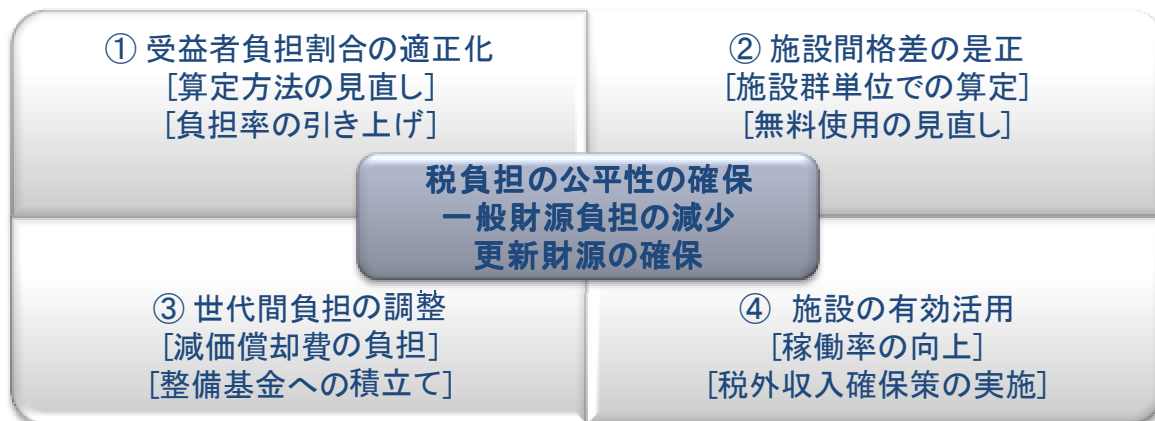 ① 受益者負担割合の適正化
[算定方法の見直し]
[負担率の引き上げ]
② 施設間格差の是正
[施設群単位での算定]
[無料使用の見直し]
税負担の公平性の確保
一般財源負担の減少
更新財源の確保
③ 世代間負担の調整
[減価償却費の負担]
[整備基金への積立て]
④ 施設の有効活用
[稼働率の向上]
[税外収入確保策の実施]